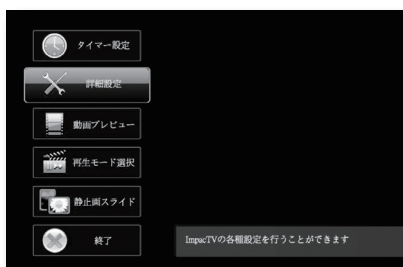 タイマー設定
詳細設定
動画プレビュー
再生モード選択
静止画スライド
終了
ImpacTVの各種設定を行うことができます